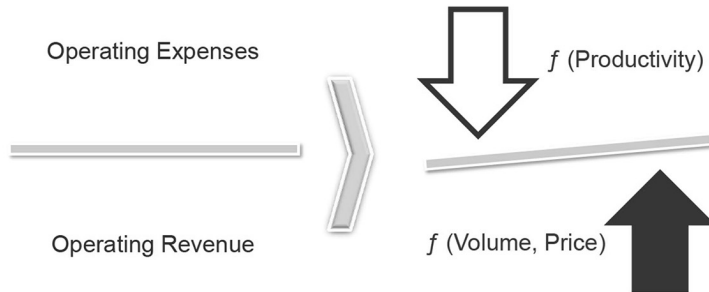 Operating Expenses
ƒ (Productivity)
Operating Revenue
ƒ (Volume, Price)